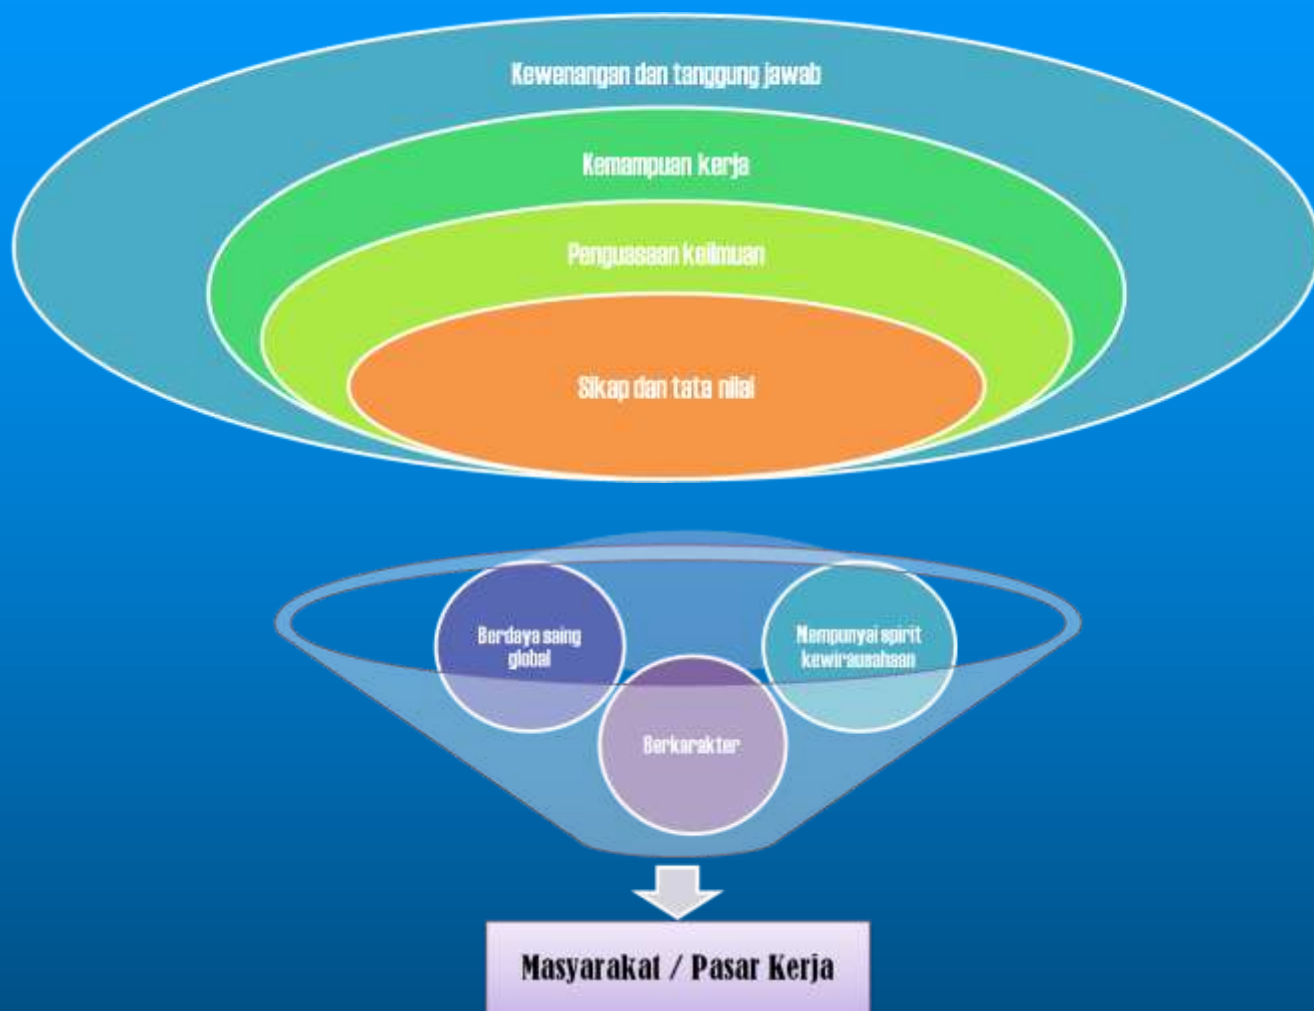 Kewenangan dan tanggung jawab
Kemampuan kerja
Penguasaan keilmuan
Sikap dan tata nilai
Berdaya saing
global
Mempunyai spirit
kewirausahaan
Berkarakter
Masyarakat / Pasar Kerja